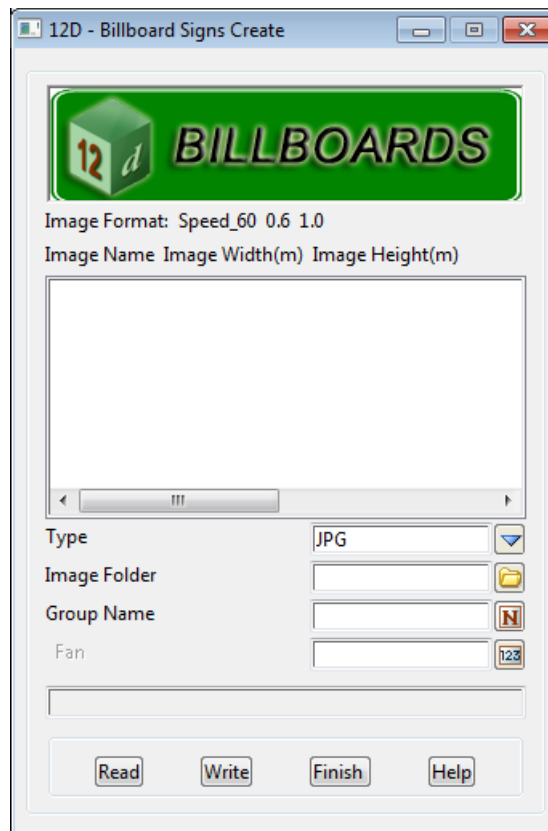 12D - Billboard Signs Create
12 d BILLBOARDS
Image Format: Speed_60 0.6 1.0
Image Name Image Width(m) Image Height(m)
Type JPG
Image Folder
Group Name N
Fan 123
Read Write Finish Help